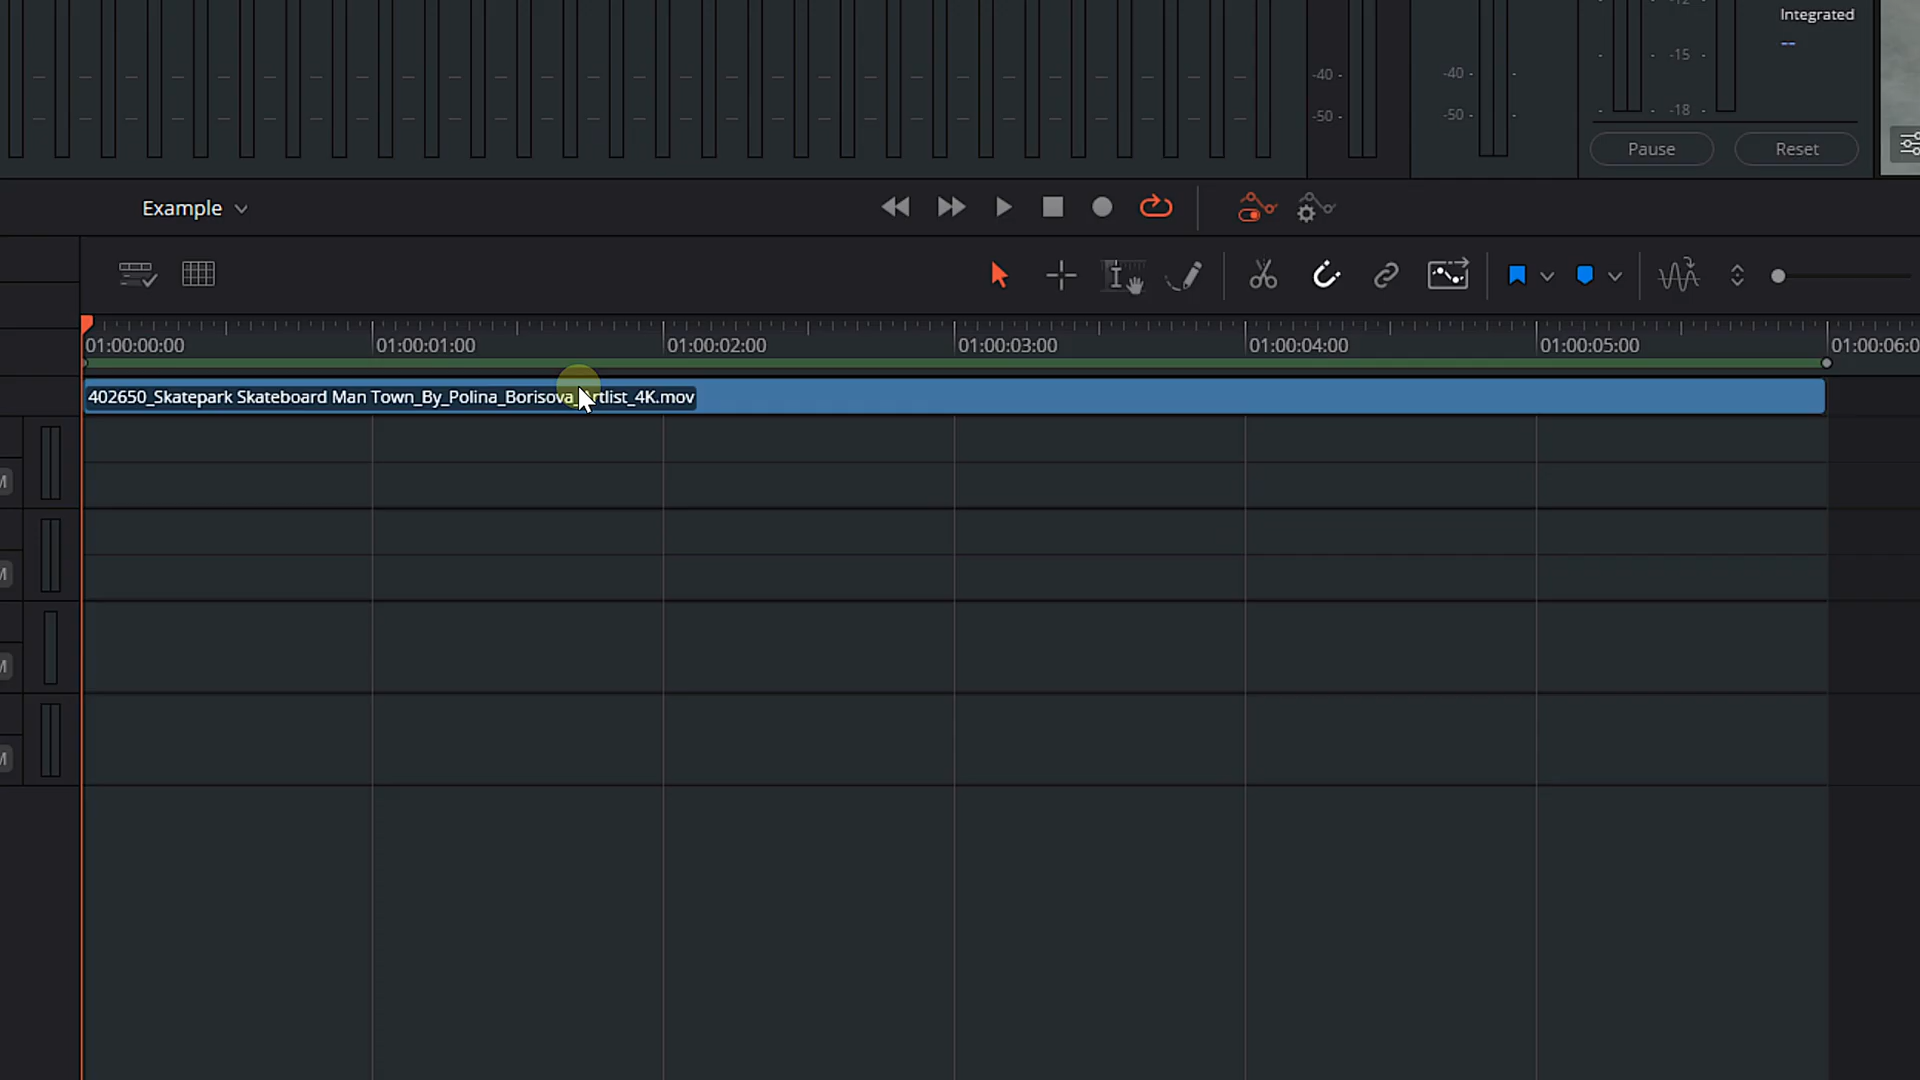 Integrated
--
-12
-15
-18
-40
-50
-40
-50
Pause
Reset
Example
01:00:00:00
01:00:01:00
01:00:02:00
01:00:03:00
01:00:04:00
01:00:05:00
01:00:06:0
402650_Skatepark Skateboard Man Town_By_Polina_Borisova_Artlist_4K.mov
M
M
M
M